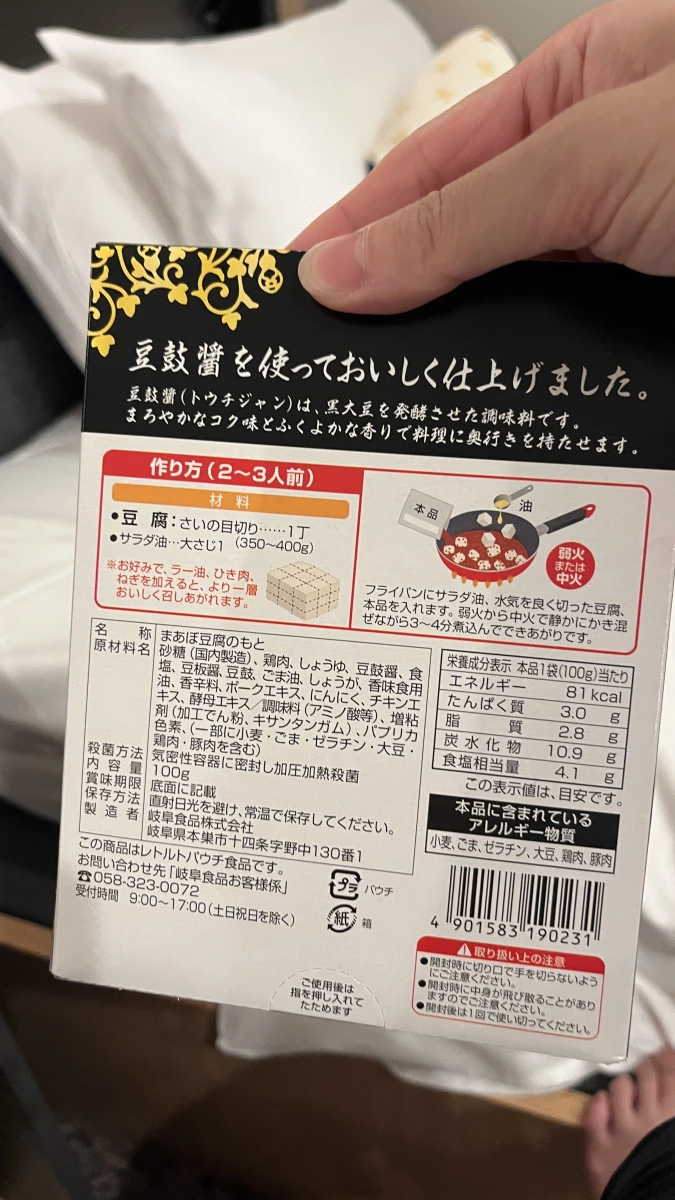 豆鼓醤を使っておいしく仕上げました。
豆鼓醤(トウチジャン)は、黒大豆を発酵させた調味料です。
まろやかなコク味とふくよかな香りで料理に奥行きを持たせます。
作り方(2〜3人前)
材料
●豆 腐:さいの目切り……1丁
(350〜400g)
●サラダ油…大さじ1
※お好みで、ラー油、ひき肉、
ねぎを加えると、より一層
おいしく召しあがれます。
本品
油
弱火
または
中火
フライパンにサラダ油、水気を良く切った豆腐、
本品を入れます。弱火から中火で静かにかき混
ぜながら3〜4分煮込んでできあがりです。
名称 まあぼ豆腐のもと
原材料名 砂糖(国内製造)、鶏肉、しょうゆ、豆鼓醤、食
塩、豆板醤、豆鼓、ごま油、しょうが、香味食用
油、香辛料、ポークエキス、にんにく、チキンエ
キス、酵母エキス/調味料(アミノ酸等)、増粘
剤(加工でん粉、キサンタンガム)、パプリカ
色素、(一部に小麦・ごま・ゼラチン・大豆・
鶏肉・豚肉を含む)
殺菌方法 気密性容器に密封し加圧加熱殺菌
内容量 100g
賞味期限 底面に記載
保存方法 直射日光を避け、常温で保存してください。
製造者 岐阜食品株式会社
岐阜県本巣市十四条字野中130番1
この商品はレトルトパウチ食品です。
お問い合わせ先「岐阜食品お客様係」
☎058-323-0072
受付時間 9:00〜17:00(土日祝日を除く)
プラ パウチ
紙 箱
ご使用後は
指を押し入れて
たためます
栄養成分表示 本品1袋(100g)当たり
エネルギー 81kcal
たんぱく質 3.0 g
脂質 2.8 g
炭水化物 10.9 g
食塩相当量 4.1 g
この表示値は、目安です。
本品に含まれている
アレルギー物質
小麦、ごま、ゼラチン、大豆、鶏肉、豚肉
4 901583 190231
取り扱い上の注意
●開封時に切り口で手を切らないよう
にご注意ください。
●開封時に中身が飛び散ることがあり
ますのでご注意ください。
●開封後は1回で使い切ってください。